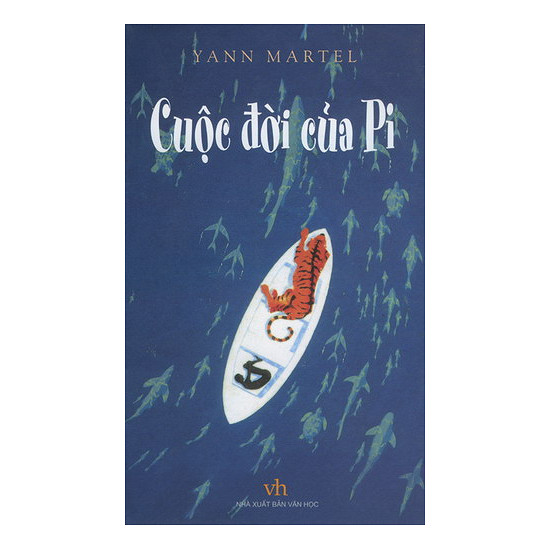 YANN MARTEL
Cuộc đời của Pi
vh
NHÀ XUẤT BẢN VĂN HỌC